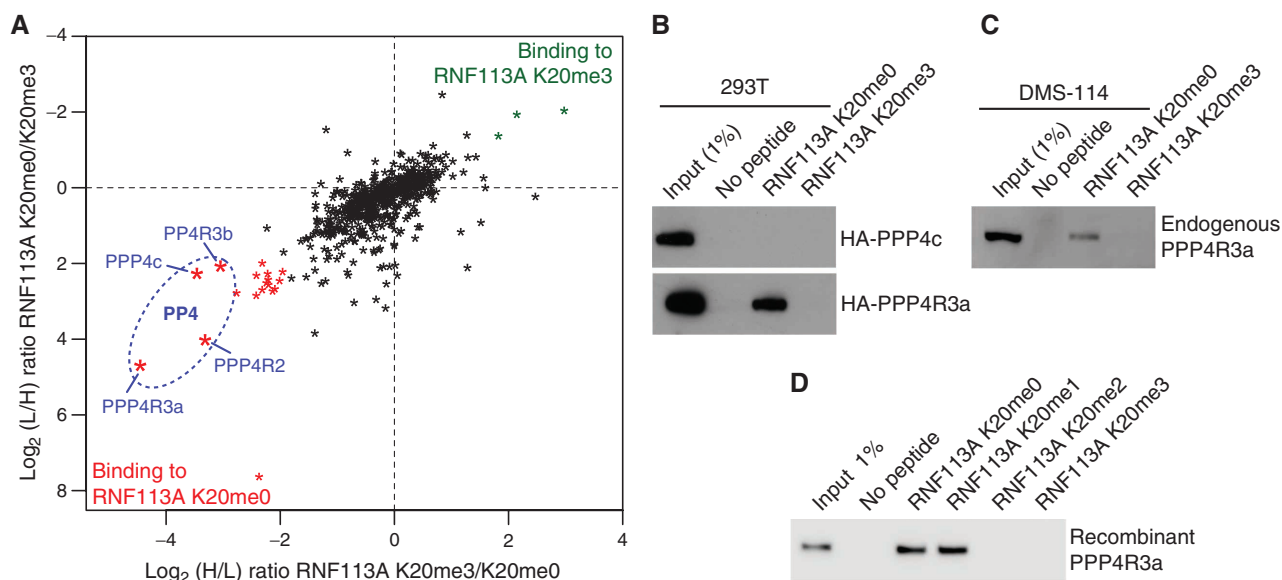 A
Log2 (L/H) ratio RNF113A K20me0/K20me3
−4
−2
0
2
4
6
8
Binding to
RNF113A K20me3
PP4R3b
PPP4c
PP4
PPP4R2
PPP4R3a
Binding to
RNF113A K20me0
−4
−2
0
2
4
Log2 (H/L) ratio RNF113A K20me3/K20me0
B
293T
Input (1%)
No peptide
RNF113A K20me0
RNF113A K20me3
HA-PPP4c
HA-PPP4R3a
C
DMS-114
Input (1%)
No peptide
RNF113A K20me0
RNF113A K20me3
Endogenous
PPP4R3a
D
Input 1%
No peptide
RNF113A K20me0
RNF113A K20me1
RNF113A K20me2
RNF113A K20me3
Recombinant
PPP4R3a